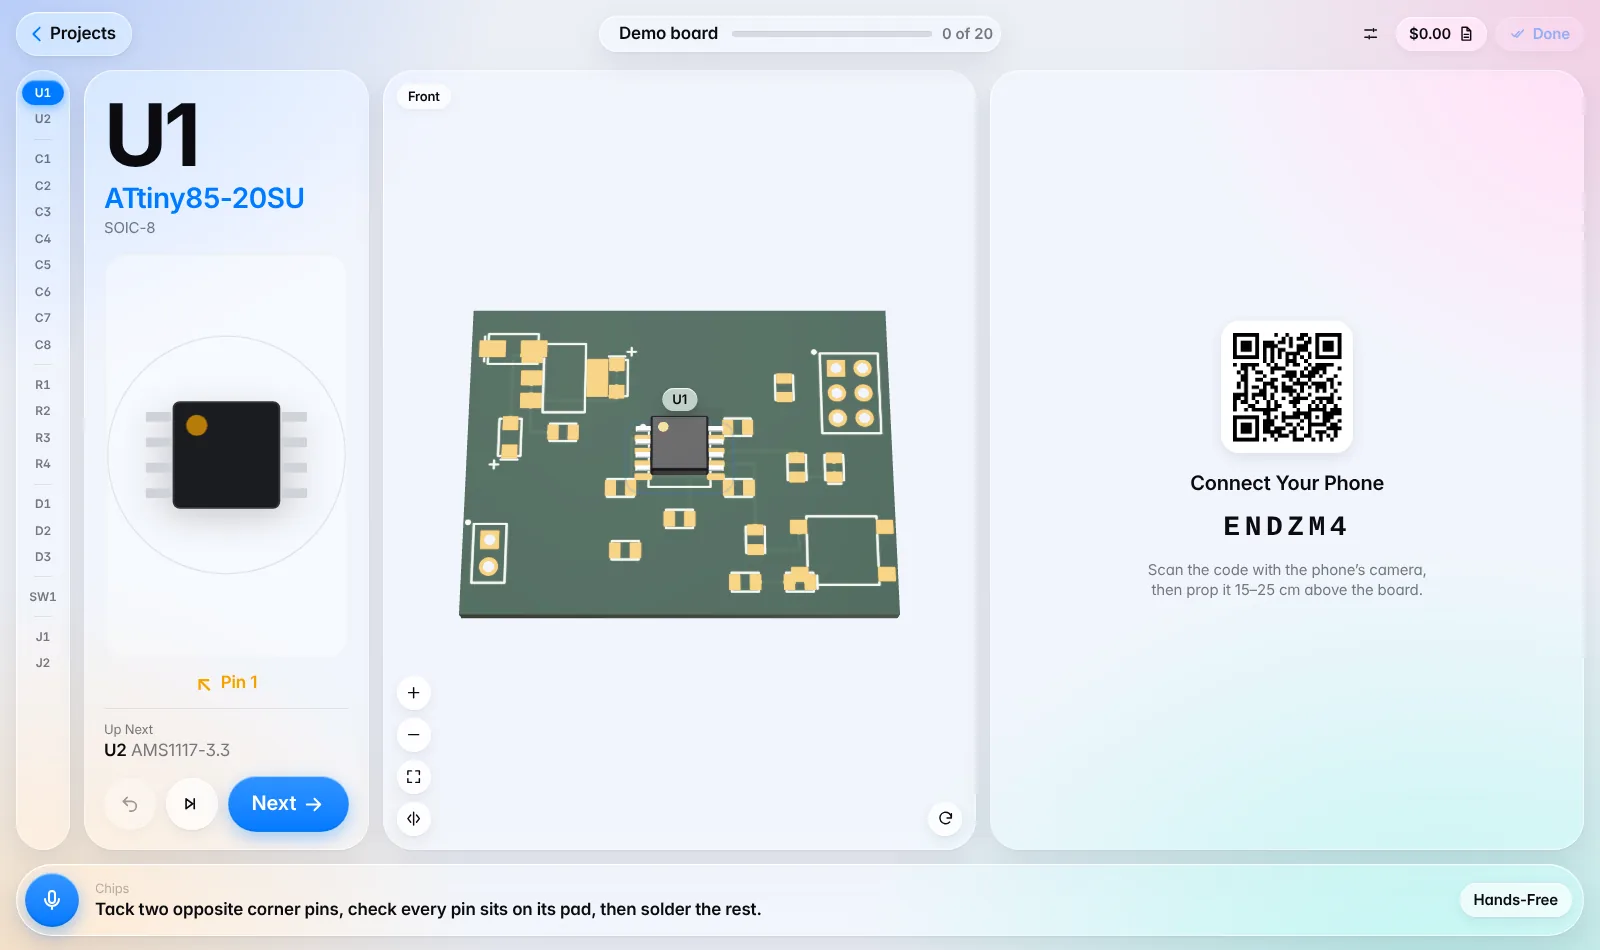 Projects
Demo board
0 of 20
$0.00
Done
U1
U2
C1
C2
C3
C4
C5
C6
C7
C8
R1
R2
R3
R4
D1
D2
D3
SW1
J1
J2
U1
ATtiny85-20SU
SOIC-8
Pin 1
Up Next
U2 AMS1117-3.3
Next
Front
U1
+
+
Connect Your Phone
ENDZM4
Scan the code with the phone’s camera,
then prop it 15–25 cm above the board.
Chips
Tack two opposite corner pins, check every pin sits on its pad, then solder the rest.
Hands-Free